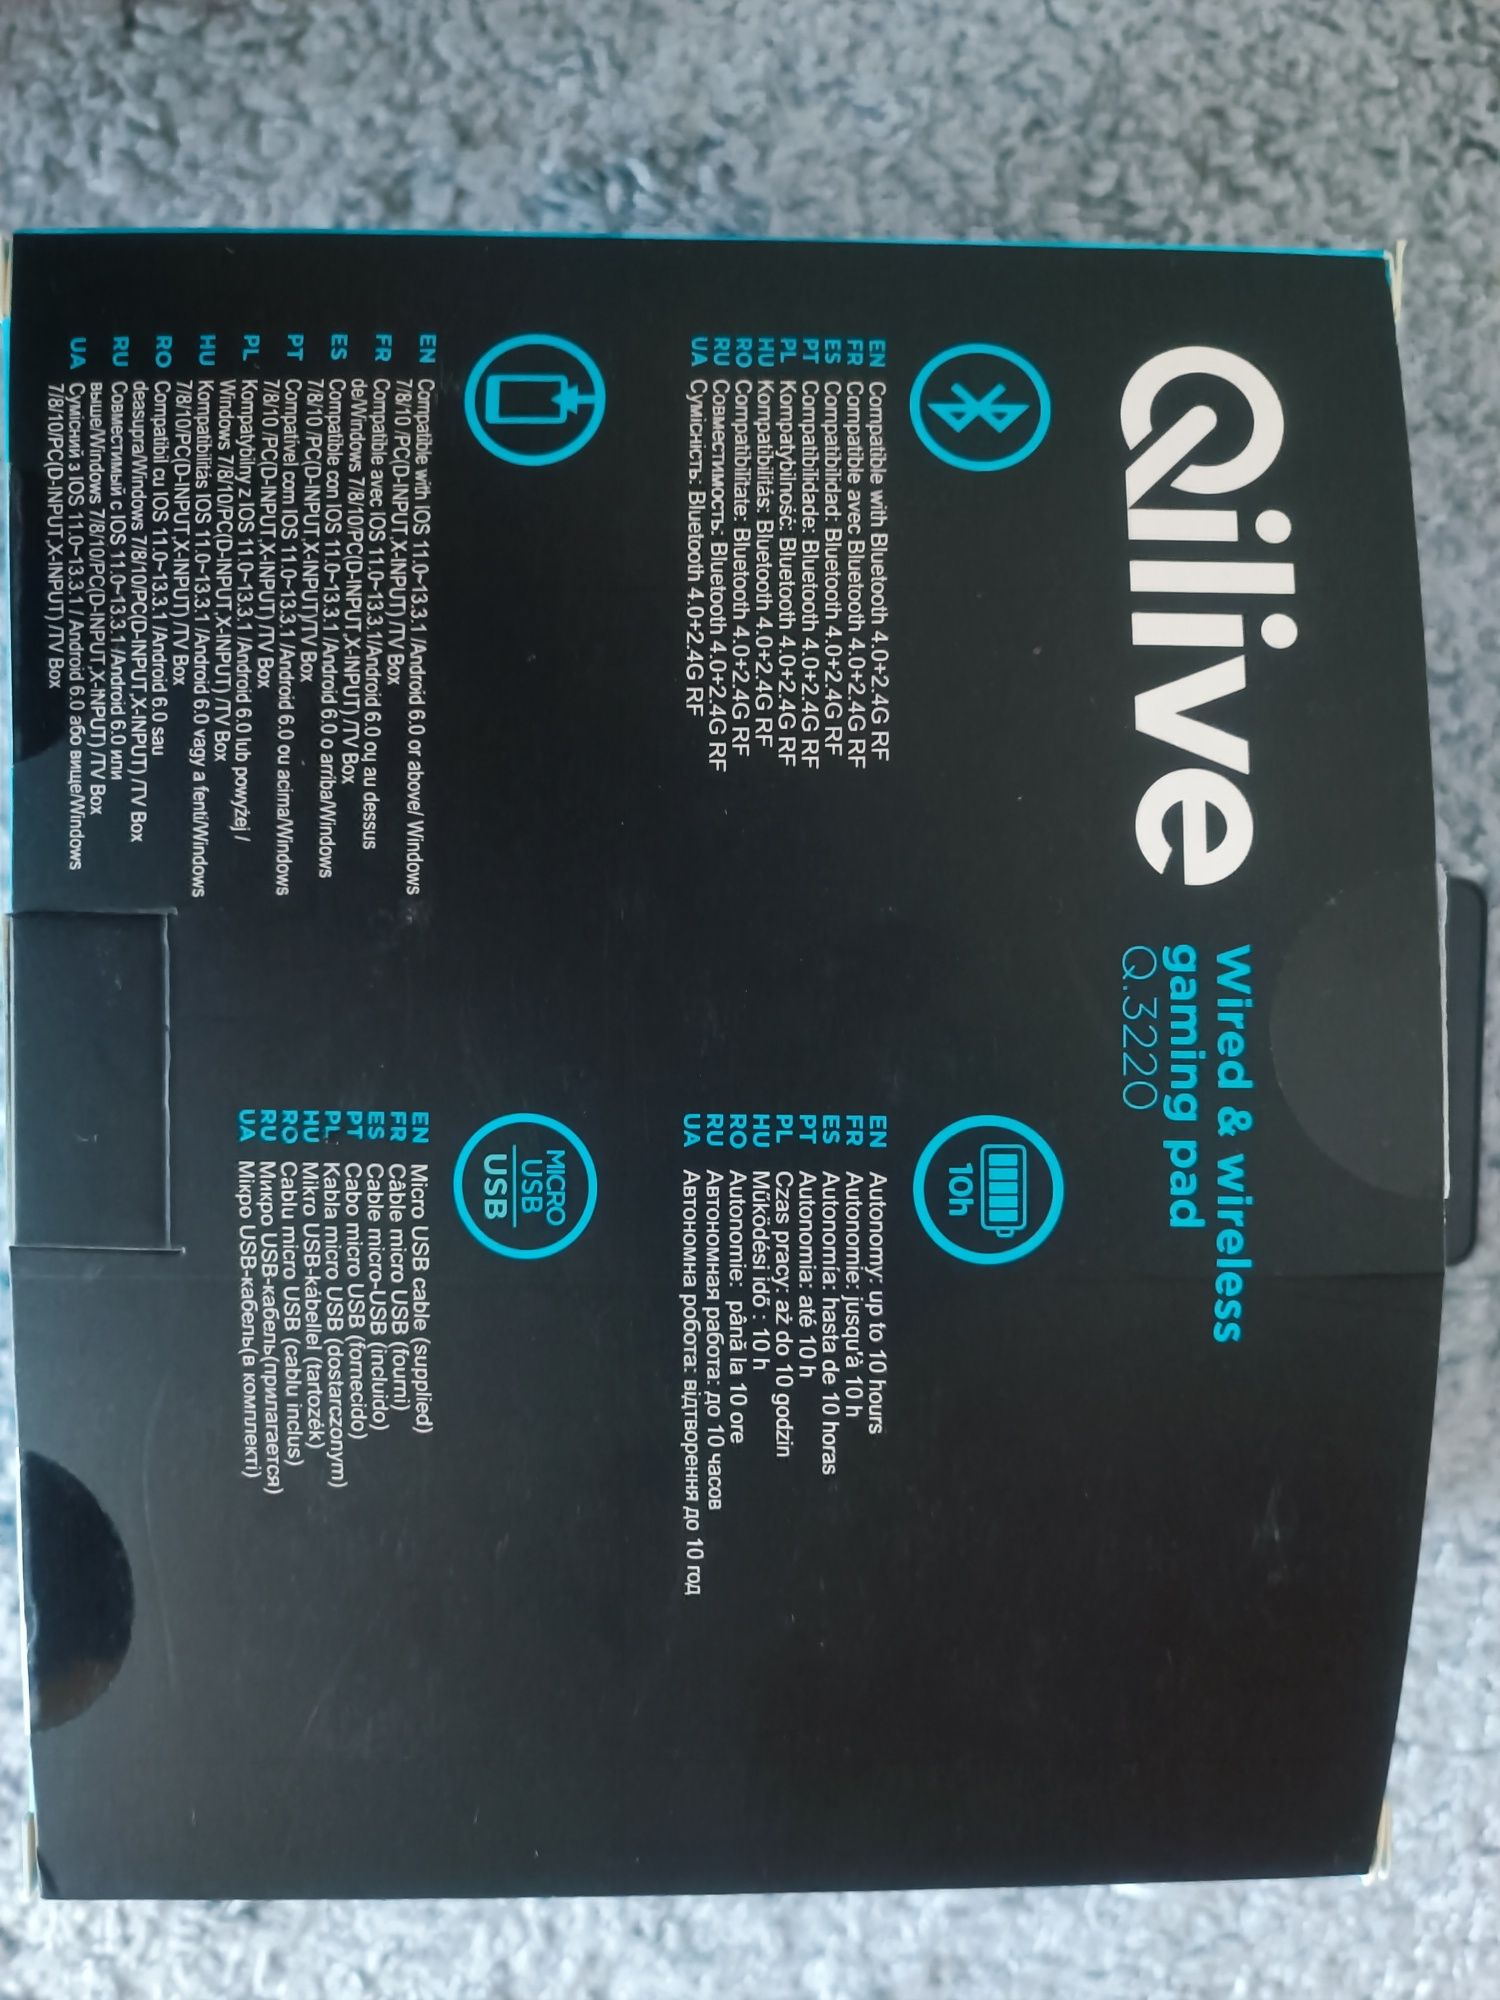 Qilive
Wired & wireless
gaming pad
Q.3220
EN Compatible with Bluetooth 4.0+2.4G RF
FR Compatible avec Bluetooth 4.0+2.4G RF
ES Compatibilidad: Bluetooth 4.0+2.4G RF
PT Compatibilidade: Bluetooth 4.0+2.4G RF
PL Kompatybilność: Bluetooth 4.0+2.4G RF
HU Kompatibilitás: Bluetooth 4.0+2.4G RF
RO Compatibilitate: Bluetooth 4.0+2.4G RF
RU Совместимость: Bluetooth 4.0+2.4G RF
UA Сумісність: Bluetooth 4.0+2.4G RF
10h
EN Autonomy: up to 10 hours
FR Autonomie: jusqu'à 10 h
ES Autonomía: hasta de 10 horas
PT Autonomia: até 10 h
PL Czas pracy: aż do 10 godzin
HU Működési idő : 10 h
RO Autonomie: până la 10 ore
RU Автономная работа: до 10 часов
UA Автономна робота: відтворення до 10 год
EN Compatible with IOS 11.0~13.3.1 /Android 6.0 or above/ Windows
7/8/10 /PC(D-INPUT,X-INPUT) /TV Box
FR Compatible avec IOS 11.0~13.3.1/Android 6.0 ou au dessus
de/Windows 7/8/10/PC(D-INPUT,X-INPUT) /TV Box
ES Compatible con IOS 11.0~13.3.1 /Android 6.0 o arriba/Windows
7/8/10 /PC(D-INPUT,X-INPUT)/TV Box
PT Compatível com IOS 11.0~13.3.1 /Android 6.0 ou acima/Windows
7/8/10 /PC(D-INPUT,X-INPUT) /TV Box
PL Kompatybilny z IOS 11.0~13.3.1 /Android 6.0 lub powyżej /
Windows 7/8/10/PC(D-INPUT,X-INPUT) /TV Box
HU Kompatibilitás IOS 11.0~13.3.1 /Android 6.0 vagy a fenti/Windows
7/8/10/PC(D-INPUT,X-INPUT) /TV Box
RO Compatibil cu IOS 11.0~13.3.1 /Android 6.0 sau
deasupra/Windows 7/8/10/PC(D-INPUT,X-INPUT) /TV Box
RU Совместимый с IOS 11.0~13.3.1 /Android 6.0 или
выше/Windows 7/8/10/PC(D-INPUT,X-INPUT) /TV Box
UA Сумісний з IOS 11.0~13.3.1 / Android 6.0 або вище/Windows
7/8/10/PC(D-INPUT,X-INPUT) /TV Box
MICRO
USB
USB
EN Micro USB cable (supplied)
FR Câble micro USB (fourni)
ES Cable micro-USB (incluido)
PT Cabo micro USB (fornecido)
PL Kabla micro USB (dostarczonym)
HU Mikro USB-kábellel (tartozék)
RO Cablu micro USB (cablu inclus)
RU Микро USB-кабель(прилагается)
UA Мікро USB-кабель(в комплекті)